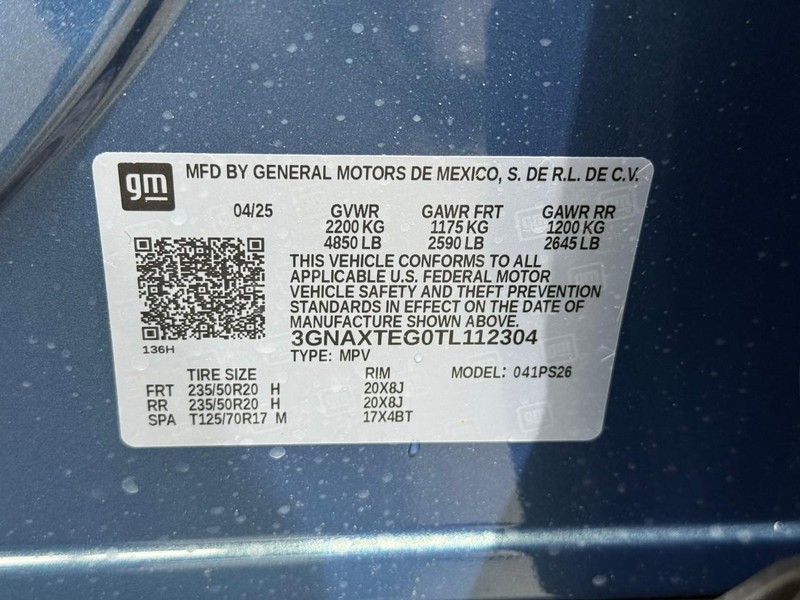 gm
MFD BY GENERAL MOTORS DE MEXICO, S. DE R.L. DE C.V.
04/25 GVWR GAWR FRT GAWR RR
2200 KG 1175 KG 1200 KG
4850 LB 2590 LB 2645 LB
THIS VEHICLE CONFORMS TO ALL
APPLICABLE U.S. FEDERAL MOTOR
VEHICLE SAFETY AND THEFT PREVENTION
STANDARDS IN EFFECT ON THE DATE OF
MANUFACTURE SHOWN ABOVE.
3GNAXTEG0TL112304
136H
TYPE: MPV
TIRE SIZE RIM MODEL: 041PS26
FRT 235/50R20 H 20X8J
RR 235/50R20 H 20X8J
SPA T125/70R17 M 17X4BT